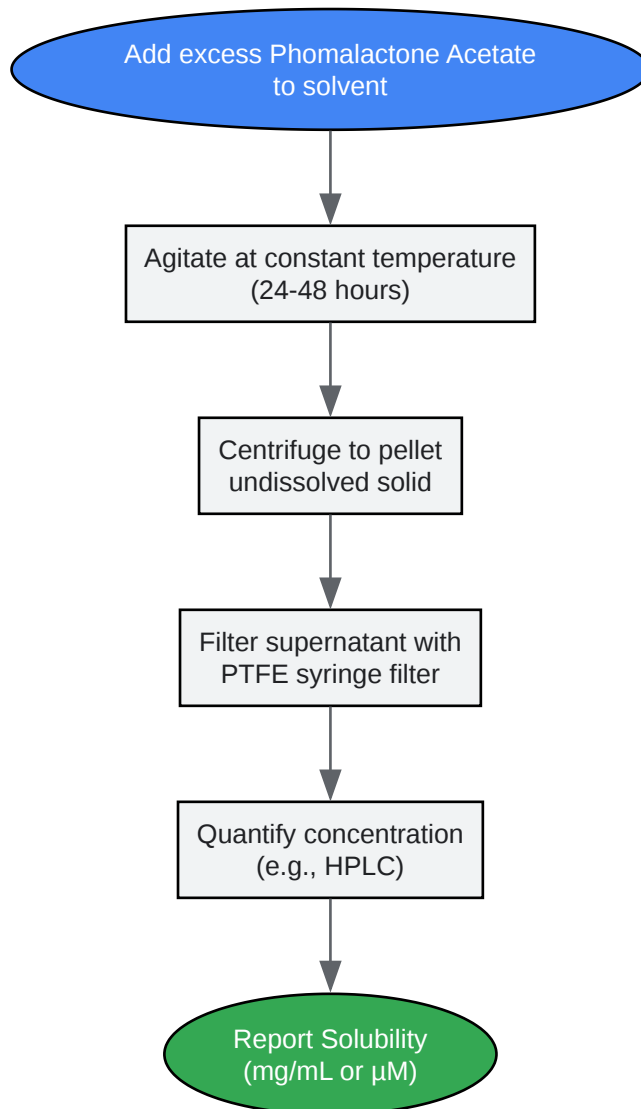 Add excess Phomalactone Acetate
to solvent
Agitate at constant temperature
(24-48 hours)
Centrifuge to pellet
undissolved solid
Filter supernatant with
PTFE syringe filter
Quantify concentration
(e.g., HPLC)
Report Solubility
(mg/mL or µM)